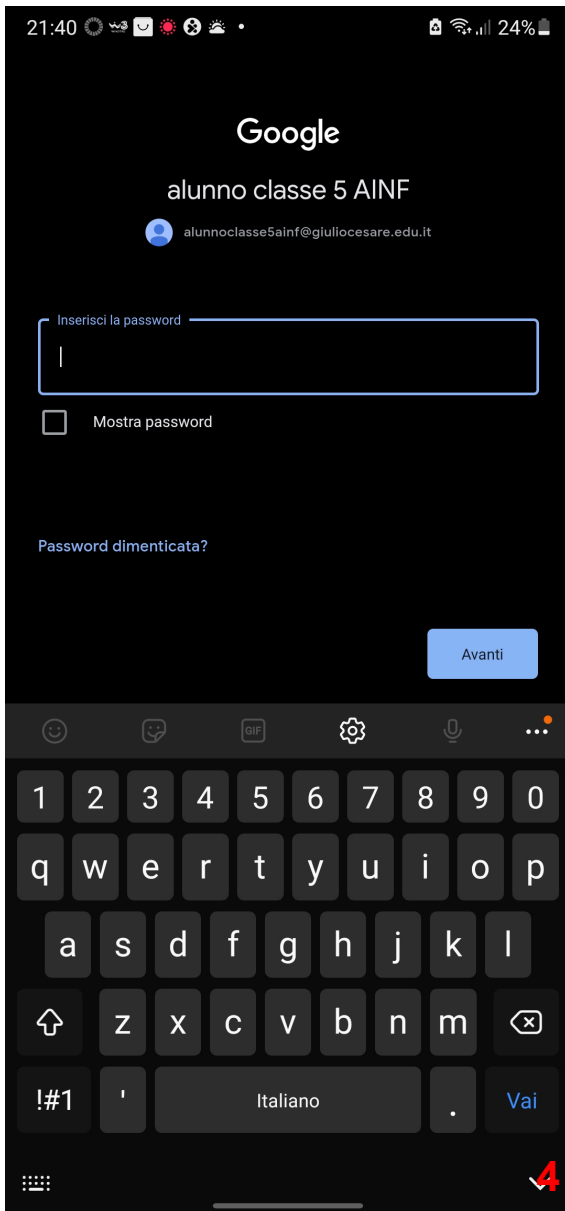 21:40 24%
Google
alunno classe 5 AINF
alunnoclasse5ainf@giuliocesare.edu.it
Inserisci la password
Mostra password
Password dimenticata?
Avanti
GIF
1 2 3 4 5 6 7 8 9 0
q w e r t y u i o p
a s d f g h j k l
z x c v b n m
!#1 ' Italiano . Vai
4